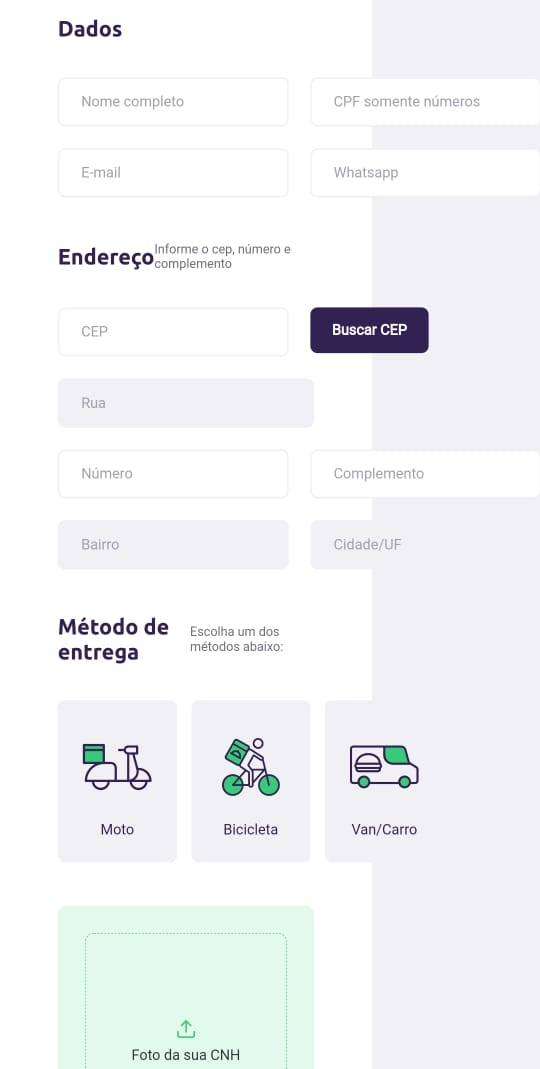 Dados
Nome completo
CPF somente números
E-mail
Whatsapp
Endereço
Informe o cep, número e
complemento
CEP
Buscar CEP
Rua
Número
Complemento
Bairro
Cidade/UF
Método de
entrega
Escolha um dos
métodos abaixo:
Moto
Bicicleta
Van/Carro
Foto da sua CNH